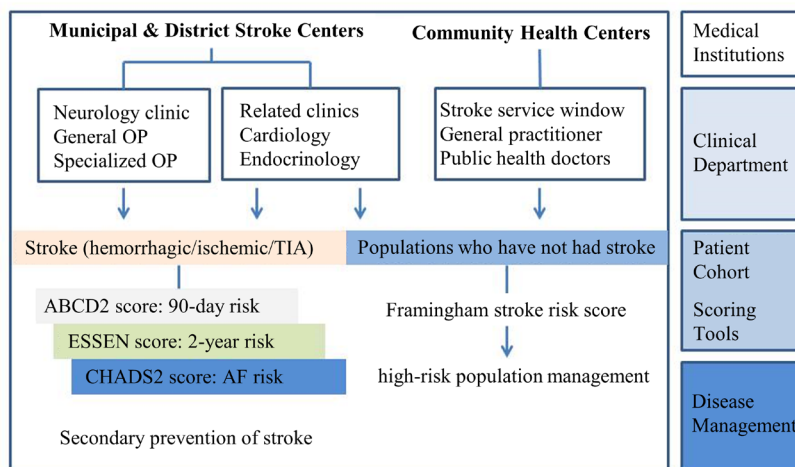 Municipal & District Stroke Centers
Community Health Centers
Neurology clinic
General OP
Specialized OP
Related clinics
Cardiology
Endocrinology
Stroke service window
General practitioner
Public health doctors
Stroke (hemorrhagic/ischemic/TIA)
Populations who have not had stroke
ABCD2 score: 90-day risk
ESSEN score: 2-year risk
CHADS2 score: AF risk
Secondary prevention of stroke
Framingham stroke risk score
high-risk population management
Medical
Institutions
Clinical
Department
Patient
Cohort
Scoring
Tools
Disease
Management